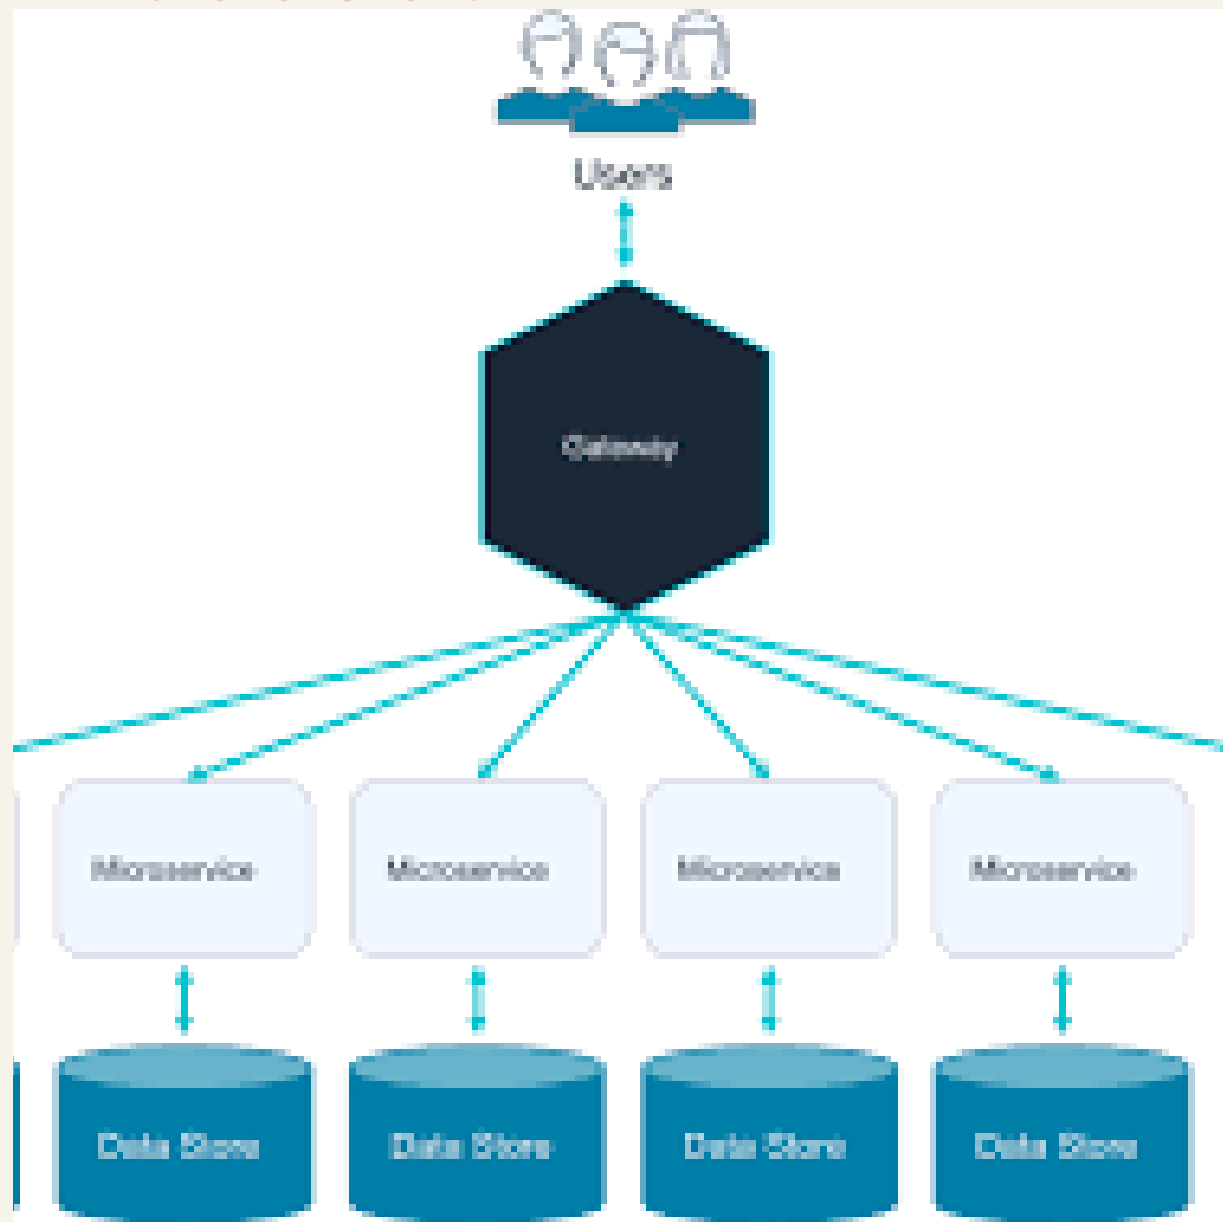 Users
Gateway
Microservice Microservice Microservice Microservice
Data Store Data Store Data Store Data Store